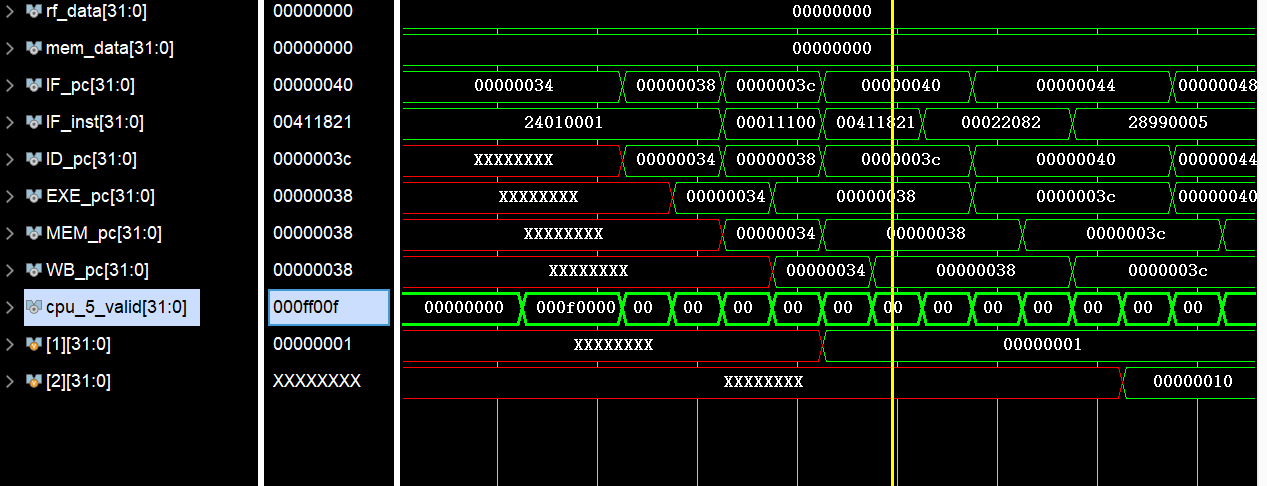 rf_data[31:0] 00000000 00000000
mem_data[31:0] 00000000 00000000
IF_pc[31:0] 00000040 00000034 00000038 0000003c 00000040 00000044 00000048
IF_inst[31:0] 00411821 24010001 00011100 00411821 00022082 28990005
ID_pc[31:0] 0000003c XXXXXXXX 00000034 00000038 0000003c 00000040 00000044
EXE_pc[31:0] 00000038 XXXXXXXX 00000034 00000038 0000003c 00000040
MEM_pc[31:0] 00000038 XXXXXXXX 00000034 00000038 0000003c
WB_pc[31:0] 00000038 XXXXXXXX 00000034 00000038 0000003c
cpu_5_valid[31:0] 000ff00f 00000000 000f0000 00 00 00 00 00 00 00 00 00 00 00 00
[1][31:0] 00000001 XXXXXXXX 00000001
[2][31:0] XXXXXXXX XXXXXXXX 00000010